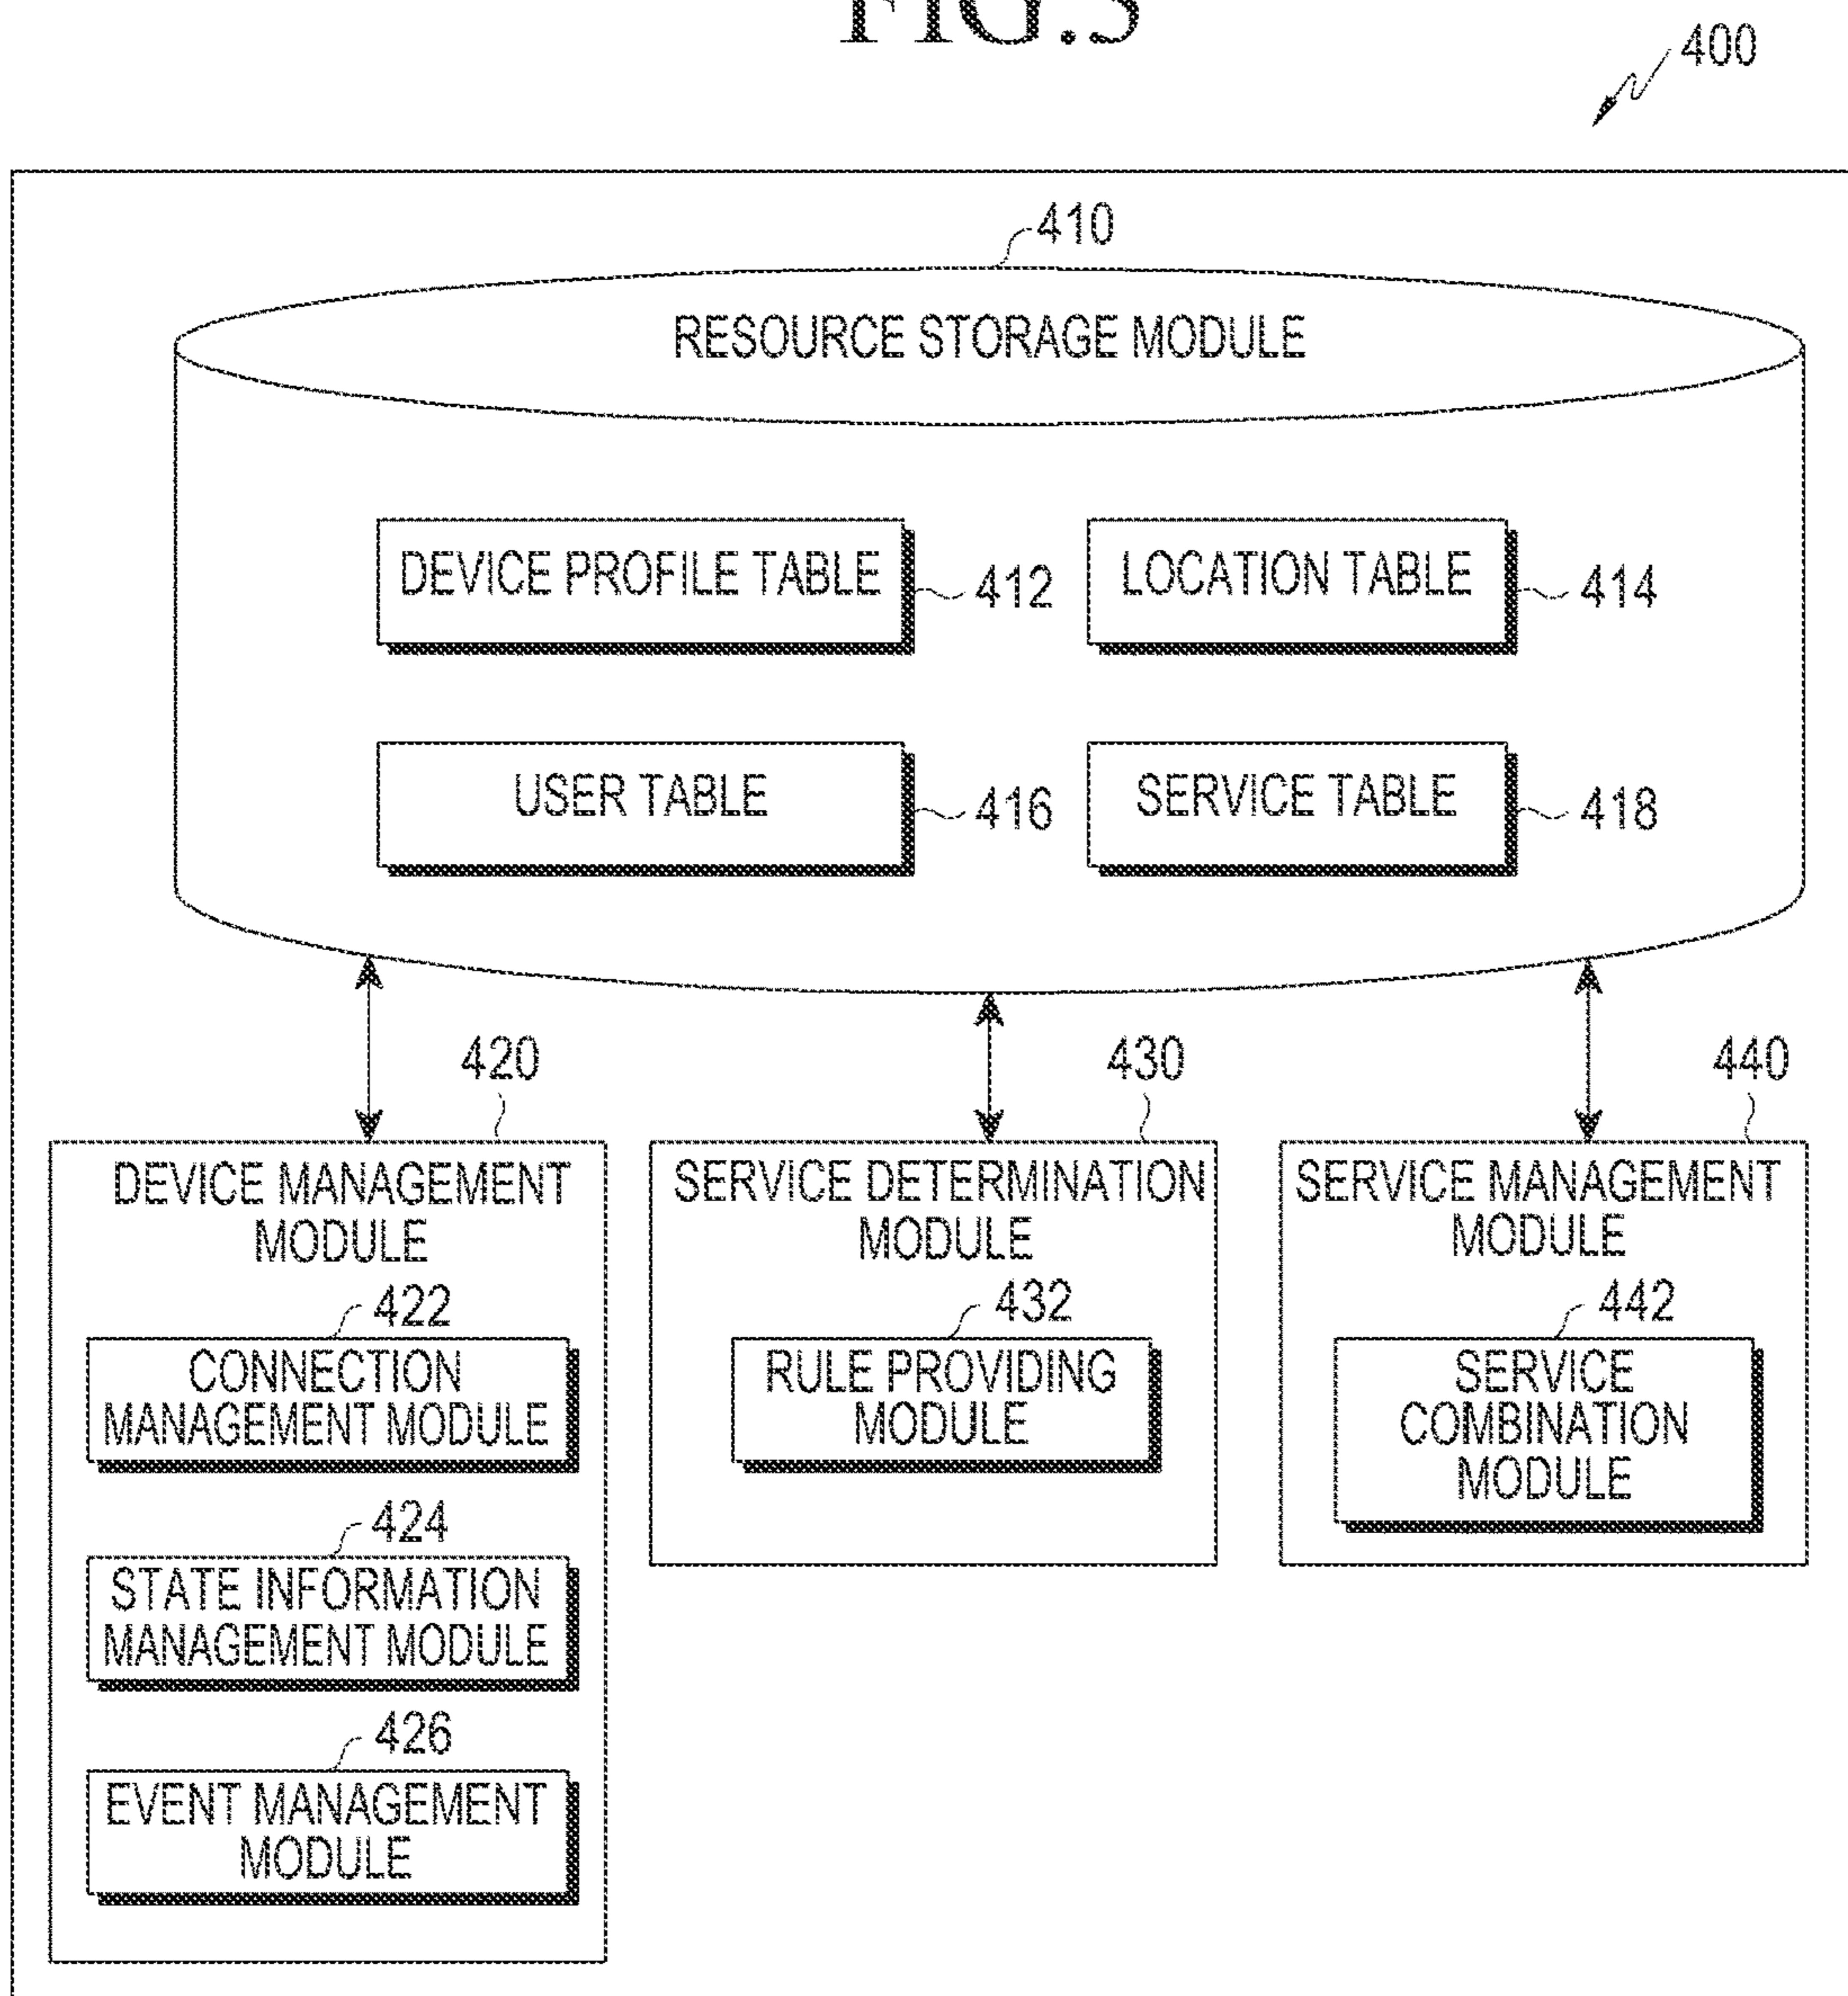 FIG.5
400
410
RESOURCE STORAGE MODULE
DEVICE PROFILE TABLE
412
LOCATION TABLE
414
USER TABLE
416
SERVICE TABLE
418
420
430
440
DEVICE MANAGEMENT
MODULE
422
CONNECTION
MANAGEMENT MODULE
424
STATE INFORMATION
MANAGEMENT MODULE
426
EVENT MANAGEMENT
MODULE
SERVICE DETERMINATION
MODULE
432
RULE PROVIDING
MODULE
SERVICE MANAGEMENT
MODULE
442
SERVICE
COMBINATION
MODULE